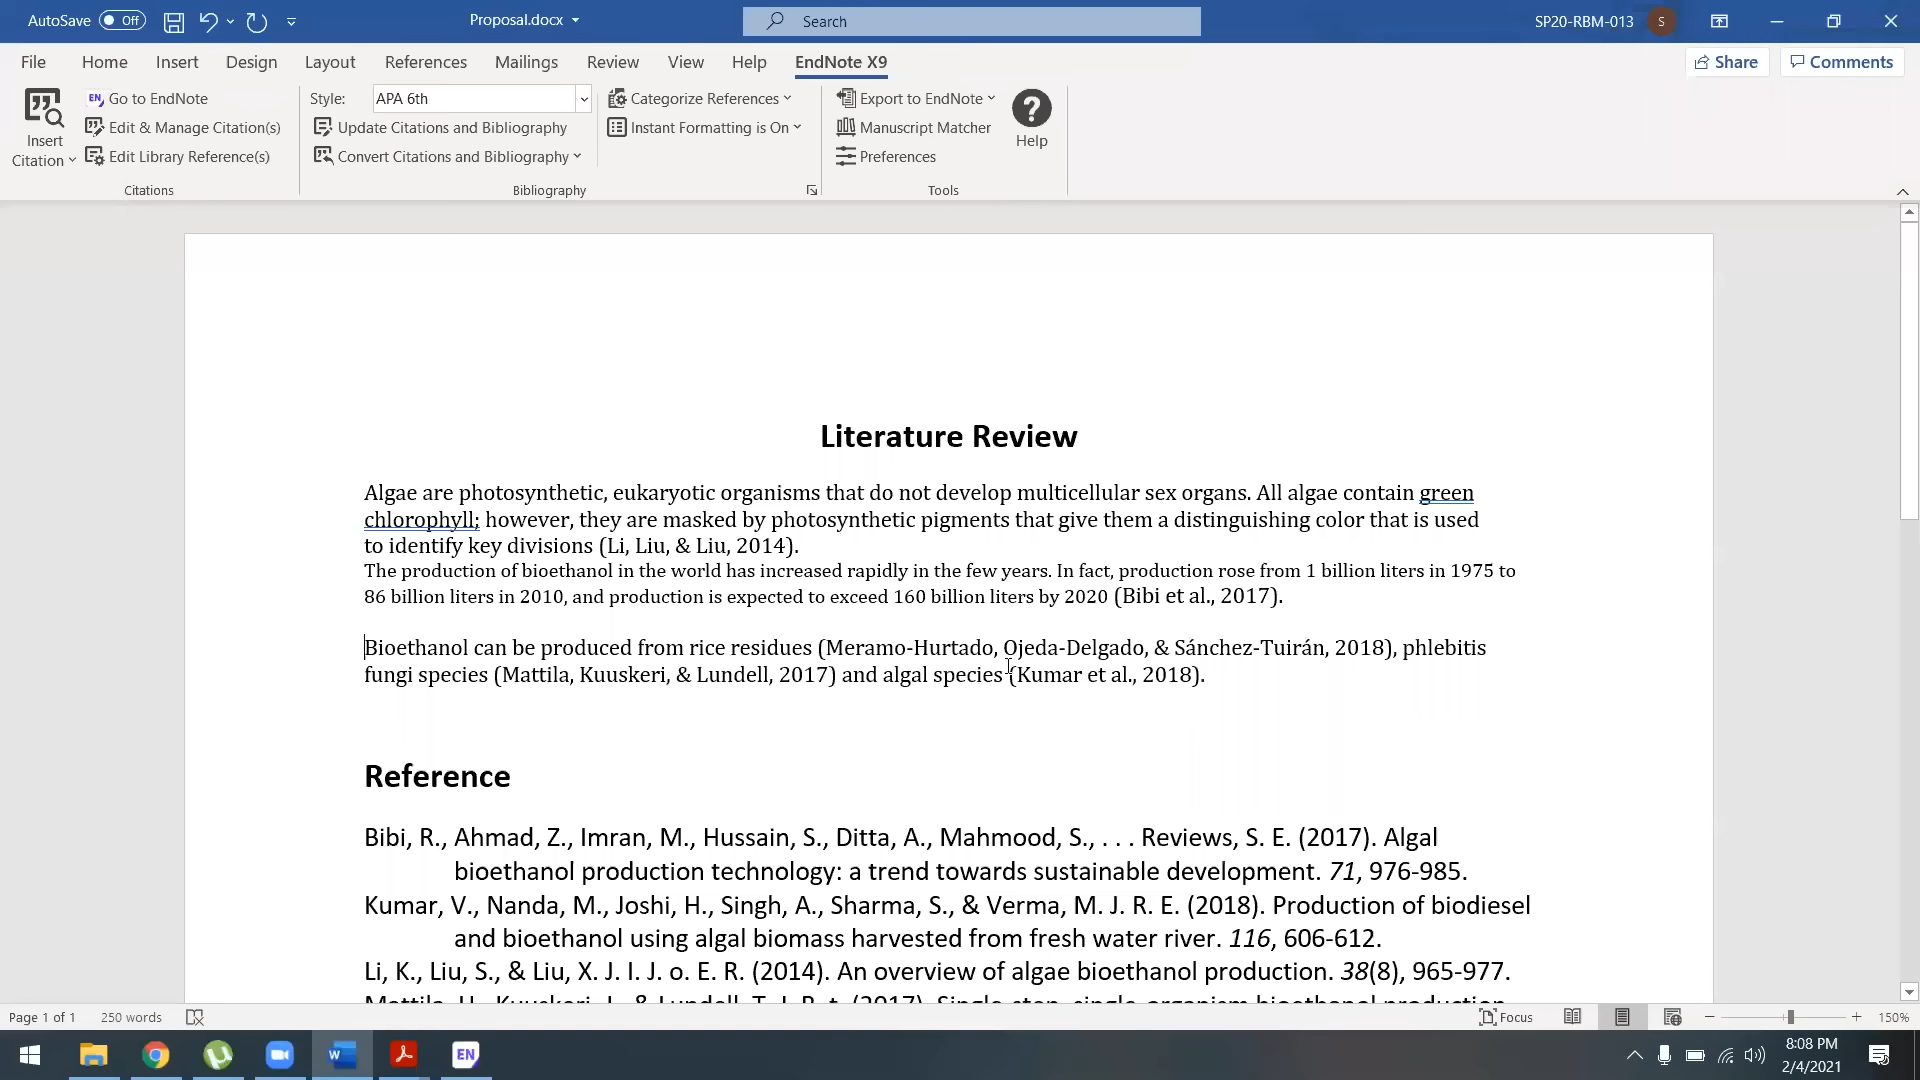 AutoSave Off
Proposal.docx
Search
SP20-RBM-013 S
File Home Insert Design Layout References Mailings Review View Help EndNote X9
Share Comments
Insert Citation
Go to EndNote
Edit & Manage Citation(s)
Edit Library Reference(s)
Citations
Style: APA 6th
Update Citations and Bibliography
Convert Citations and Bibliography
Categorize References
Instant Formatting is On
Bibliography
Export to EndNote
Manuscript Matcher
Preferences
Tools
? Help
Literature Review
Algae are photosynthetic, eukaryotic organisms that do not develop multicellular sex organs. All algae contain green
chlorophyll; however, they are masked by photosynthetic pigments that give them a distinguishing color that is used
to identify key divisions (Li, Liu, & Liu, 2014).
The production of bioethanol in the world has increased rapidly in the few years. In fact, production rose from 1 billion liters in 1975 to
86 billion liters in 2010, and production is expected to exceed 160 billion liters by 2020 (Bibi et al., 2017).
Bioethanol can be produced from rice residues (Meramo-Hurtado, Ojeda-Delgado, & Sánchez-Tuirán, 2018), phlebitis
fungi species (Mattila, Kuuskeri, & Lundell, 2017) and algal species (Kumar et al., 2018).
Reference
Bibi, R., Ahmad, Z., Imran, M., Hussain, S., Ditta, A., Mahmood, S., . . . Reviews, S. E. (2017). Algal
bioethanol production technology: a trend towards sustainable development. 71, 976-985.
Kumar, V., Nanda, M., Joshi, H., Singh, A., Sharma, S., & Verma, M. J. R. E. (2018). Production of biodiesel
and bioethanol using algal biomass harvested from fresh water river. 116, 606-612.
Li, K., Liu, S., & Liu, X. J. I. J. o. E. R. (2014). An overview of algae bioethanol production. 38(8), 965-977.
Mattila, H., Kuuskeri, J., & Lundell, T. J. B. t. (2017). Single-step, single-organism bioethanol production
Page 1 of 1 250 words
Focus
150%
EN
8:08 PM
2/4/2021